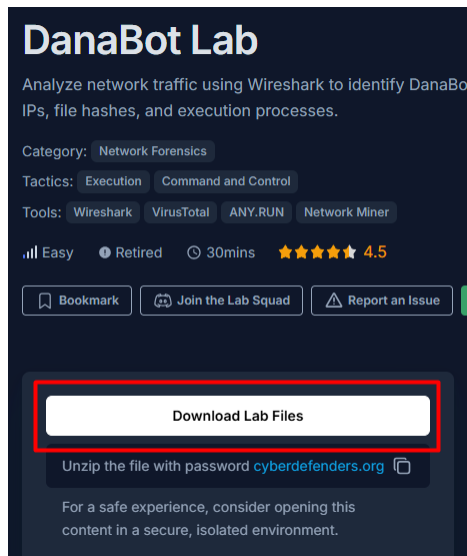 DanaBot Lab
Analyze network traffic using Wireshark to identify DanaBo
IPs, file hashes, and execution processes.
Category: Network Forensics
Tactics: Execution Command and Control
Tools: Wireshark VirusTotal ANY.RUN Network Miner
Easy Retired 30mins 4.5
Bookmark Join the Lab Squad Report an Issue
Download Lab Files
Unzip the file with password cyberdefenders.org
For a safe experience, consider opening this
content in a secure, isolated environment.